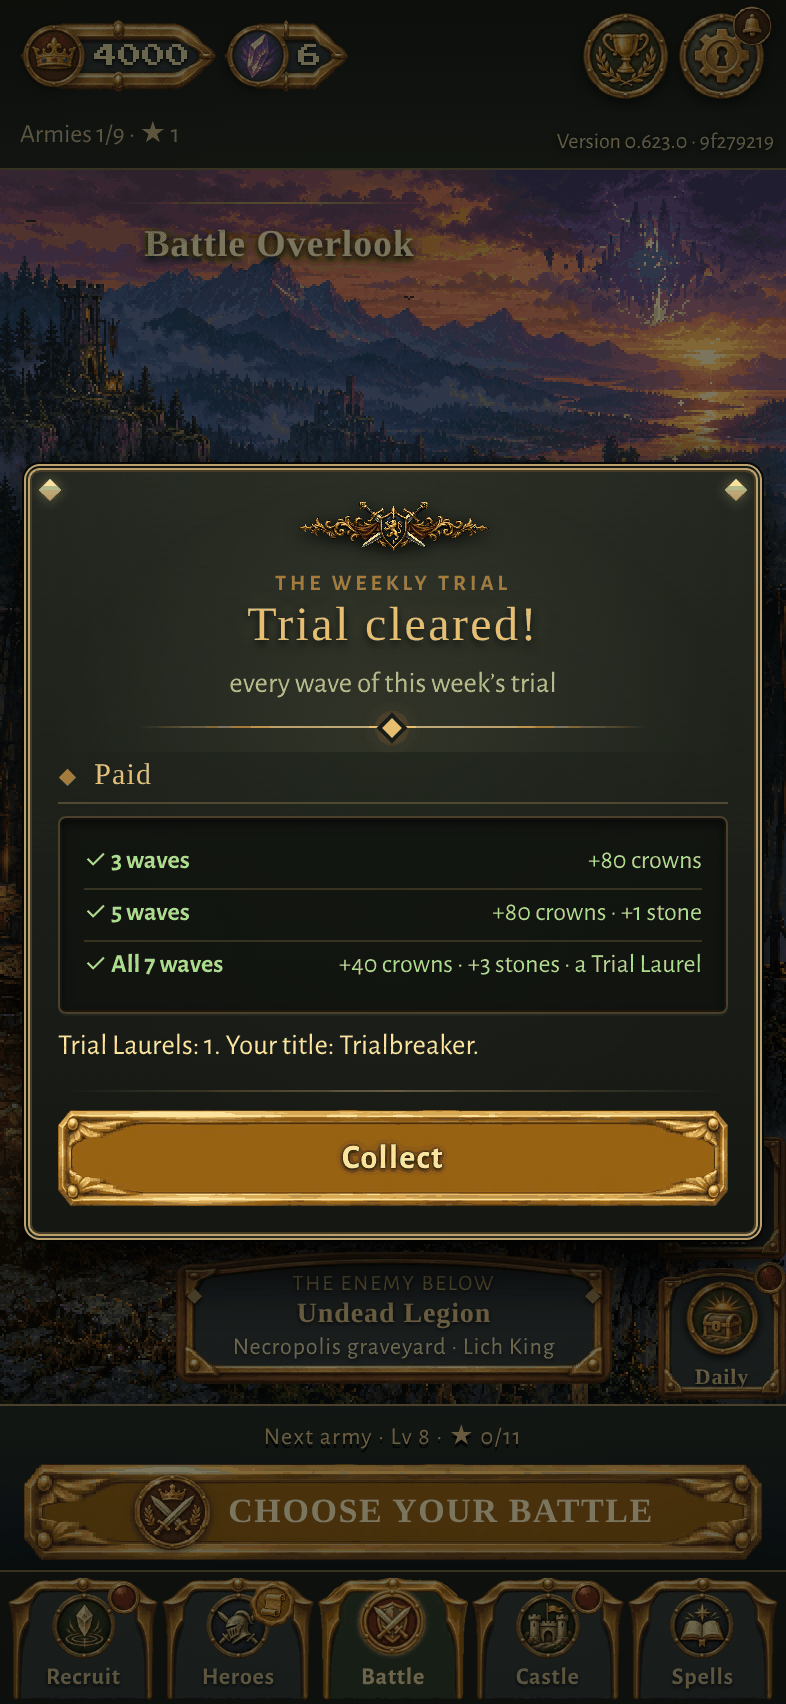 4000
6
Armies 1/9 · ★ 1
Version 0.623.0 · 9f279219
Battle Overlook
THE WEEKLY TRIAL
Trial cleared!
every wave of this week's trial
Paid
✓ 3 waves +80 crowns
✓ 5 waves +80 crowns · +1 stone
✓ All 7 waves +40 crowns · +3 stones · a Trial Laurel
Trial Laurels: 1. Your title: Trialbreaker.
Collect
THE ENEMY BELOW
Undead Legion
Necropolis graveyard · Lich King
Daily
Next army · Lv 8 · ★ 0/11
CHOOSE YOUR BATTLE
Recruit
Heroes
Battle
Castle
Spells